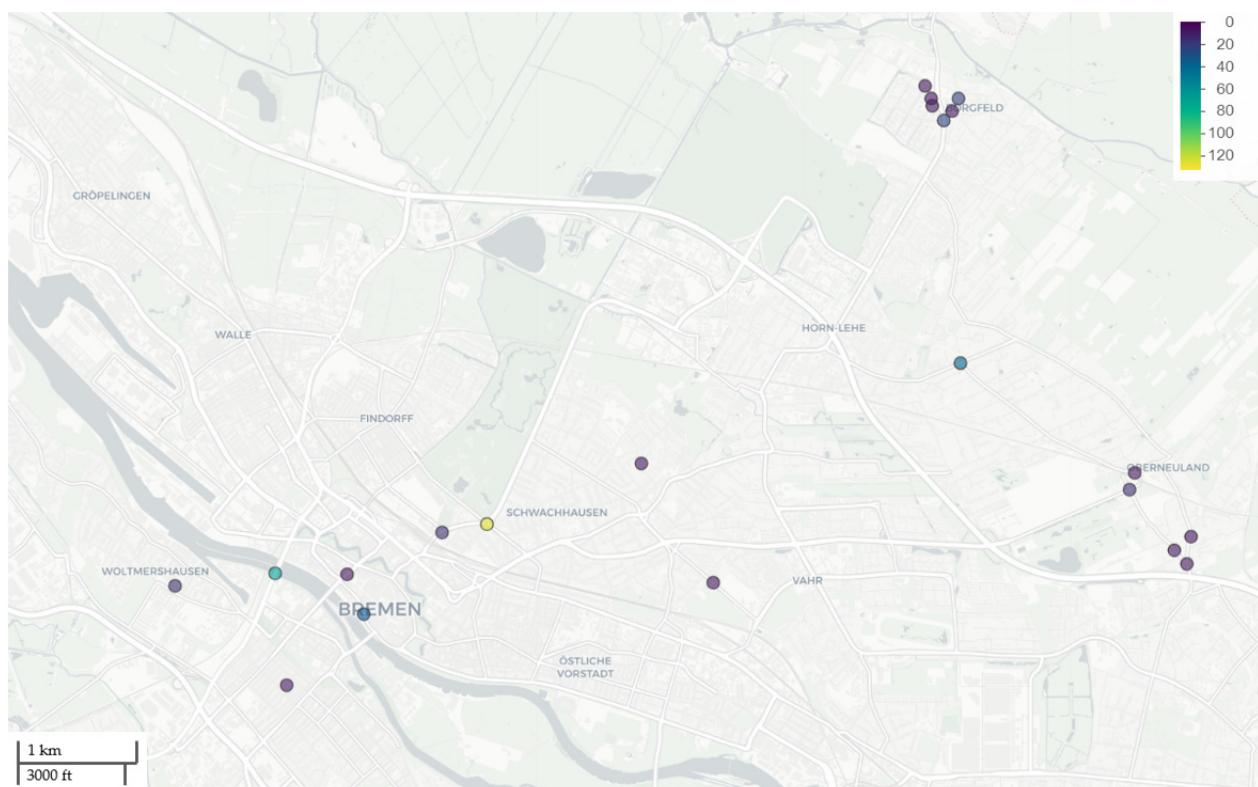 0
20
40
60
80
100
120
ORGFELD
GRÖPELINGEN
WALLE
HORN-LEHE
FINDORFF
OBERNEULAND
SCHWACHHAUSEN
WOLTMERSHAUSEN
VAHR
BREMEN
ÖSTLICHE
VORSTADT
1 km
3000 ft